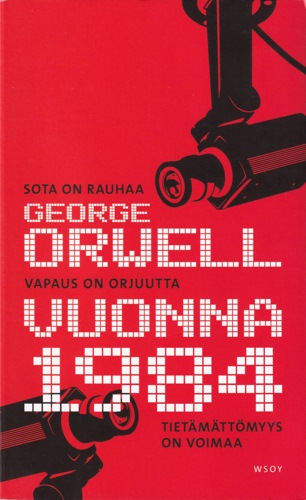 SOTA ON RAUHAA
GEORGE
ORWELL
VAPAUS ON ORJUUTTA
VUONNA
1984
TIETÄMÄTTÖMYYS
ON VOIMAA
WSOY